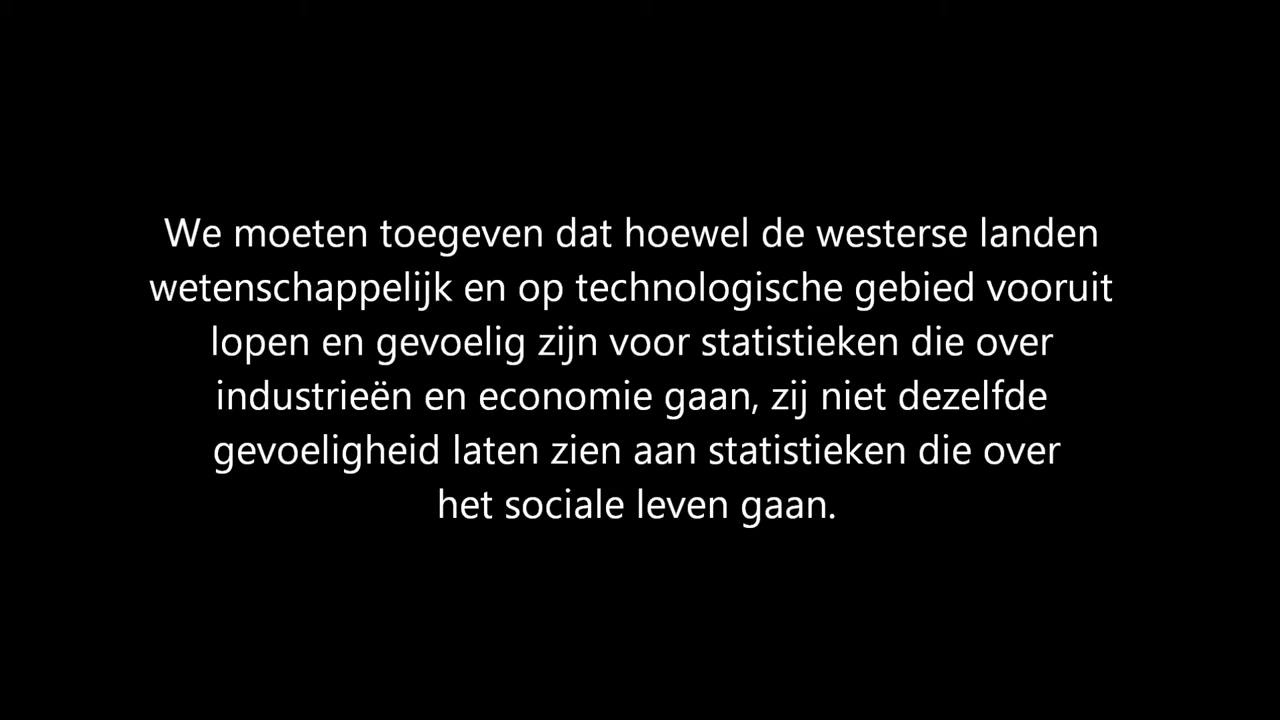 We moeten toegeven dat hoewel de westerse landen
wetenschappelijk en op technologische gebied vooruit
lopen en gevoelig zijn voor statistieken die over
industrieën en economie gaan, zij niet dezelfde
gevoeligheid laten zien aan statistieken die over
het sociale leven gaan.